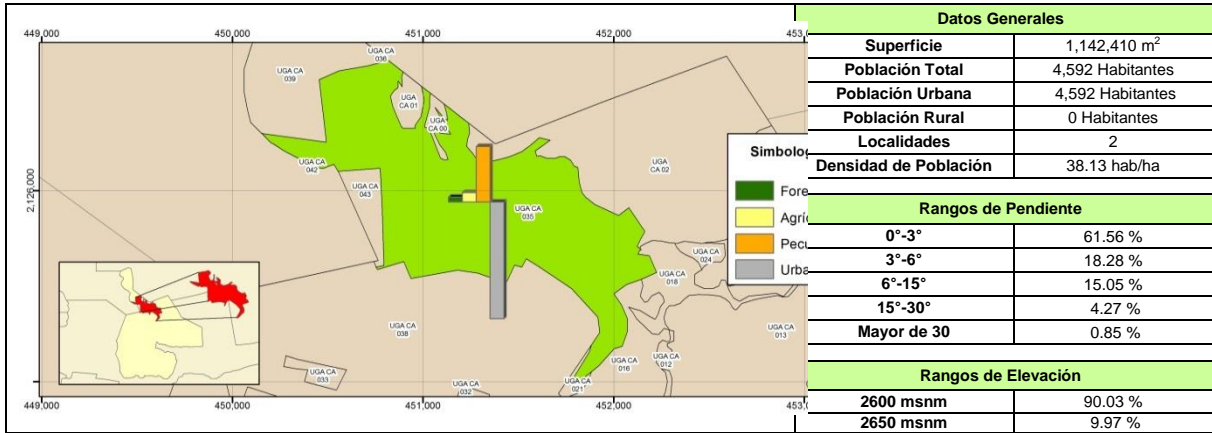 449,000 450,000 451,000 452,000 453,0
UGA CA 036
UGA CA 039
UGA CA 01
UGA CA 00
UGA CA 042
UGA CA 02
UGA CA 043
UGA CA 035
2,126,000
UGA CA 024
UGA CA 018
UGA CA 038
UGA CA 013
UGA CA 016
UGA CA 012
UGA CA 033
UGA CA 032
UGA CA 021
449,000 450,000 451,000 452,000 453,0
Simbolog
Fore
Agríc
Pecu
Urba
Datos Generales
Superficie 1,142,410 m²
Población Total 4,592 Habitantes
Población Urbana 4,592 Habitantes
Población Rural 0 Habitantes
Localidades 2
Densidad de Población 38.13 hab/ha
Rangos de Pendiente
0°-3° 61.56 %
3°-6° 18.28 %
6°-15° 15.05 %
15°-30° 4.27 %
Mayor de 30 0.85 %
Rangos de Elevación
2600 msnm 90.03 %
2650 msnm 9.97 %